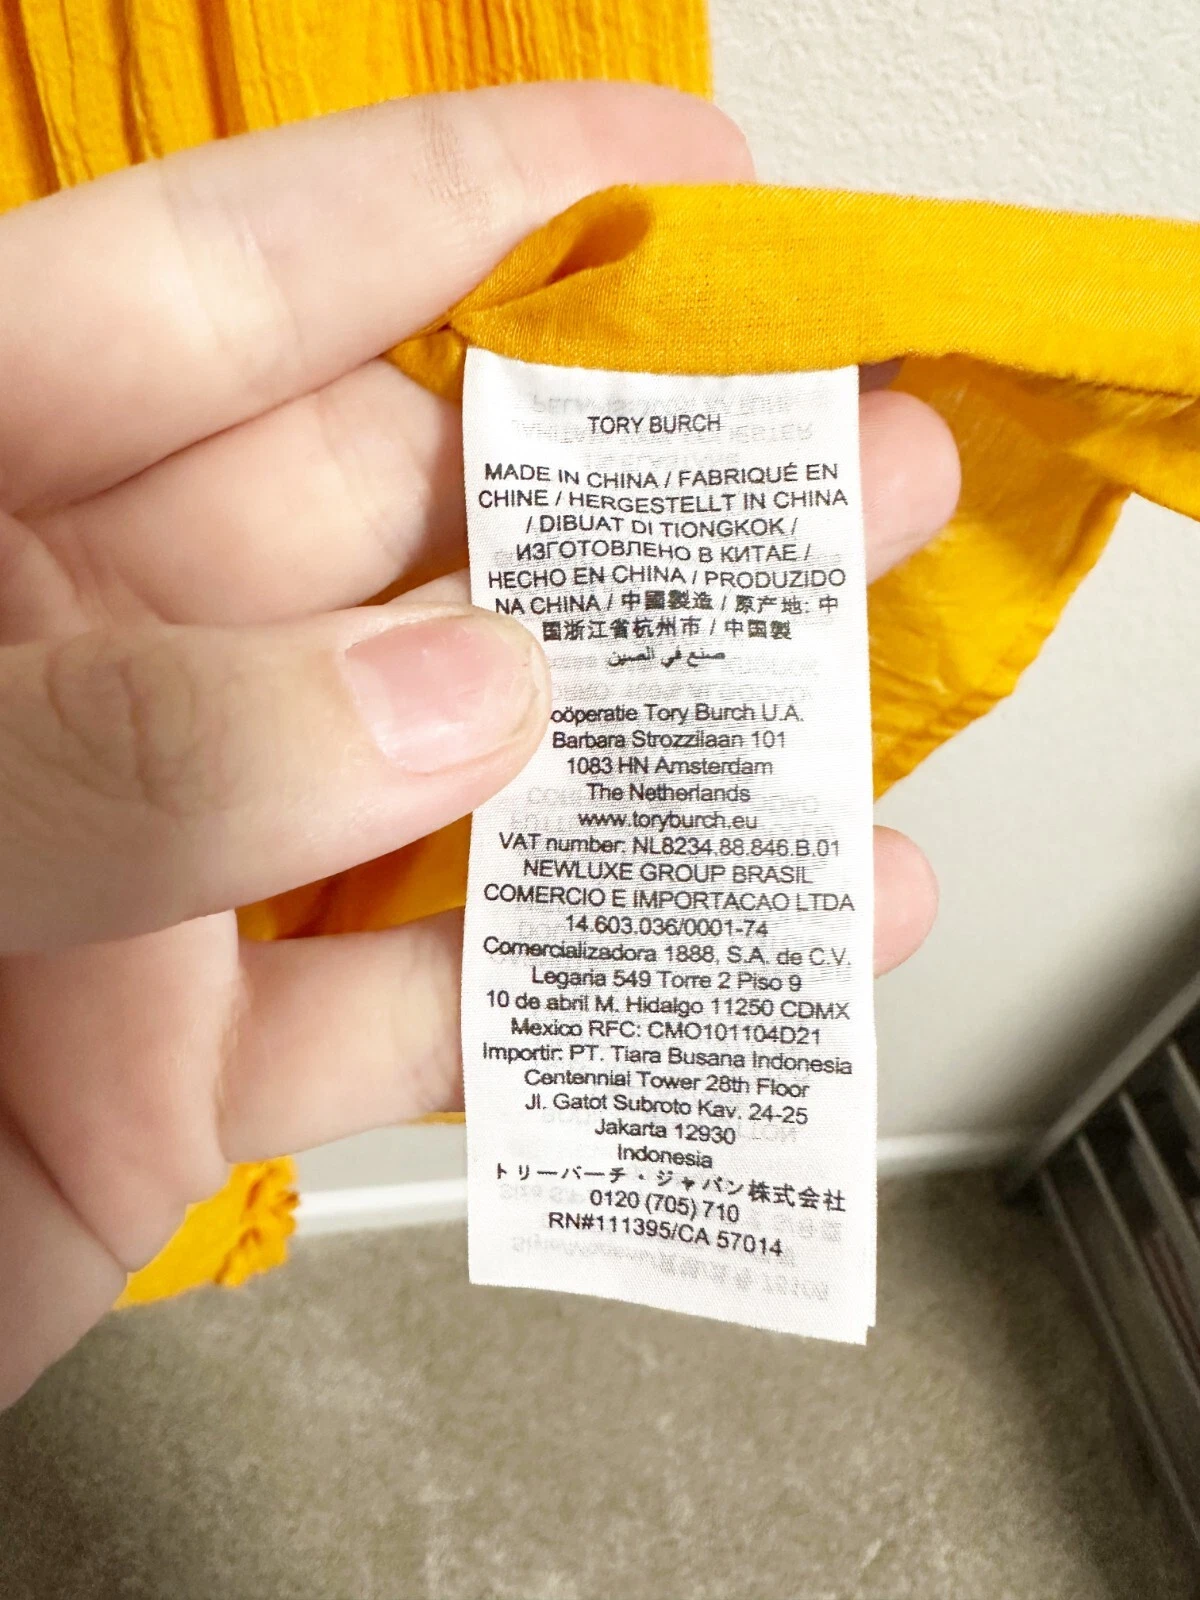 TORY BURCH
MADE IN CHINA / FABRIQUÉ EN
CHINE / HERGESTELLT IN CHINA
/ DIBUAT DI TIONGKOK /
ИЗГОТОВЛЕНО В КИТАЕ /
HECHO EN CHINA / PRODUZIDO
NA CHINA / 中國製造 / 原产地: 中
国浙江省杭州市 / 中国製
صنع في الصين
oöperatie Tory Burch U.A.
Barbara Strozzilaan 101
1083 HN Amsterdam
The Netherlands
www.toryburch.eu
VAT number: NL8234.88.846.B.01
NEWLUXE GROUP BRASIL
COMERCIO E IMPORTACAO LTDA
14.603.036/0001-74
Comercializadora 1888, S.A. de C.V.
Legaria 549 Torre 2 Piso 9
10 de abril M. Hidalgo 11250 CDMX
Mexico RFC: CMO101104D21
Importir: PT. Tiara Busana Indonesia
Centennial Tower 28th Floor
Jl. Gatot Subroto Kav. 24-25
Jakarta 12930
Indonesia
トリーバーチ・ジャパン株式会社
0120 (705) 710
RN#111395/CA 57014